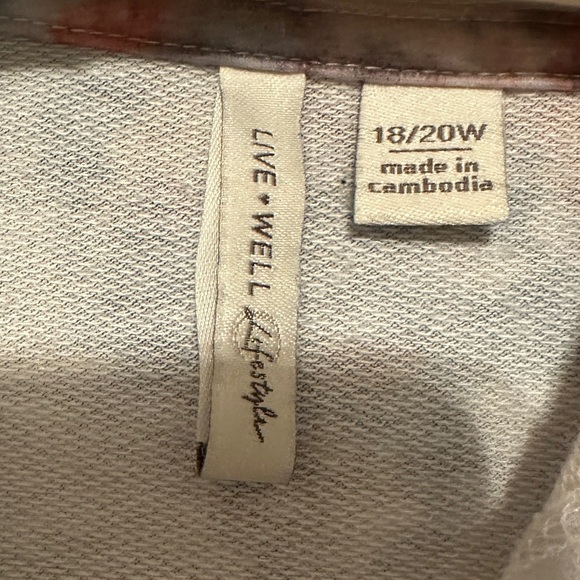 LIVE ♥ WELL Lifestyle
18/20W
made in
cambodia